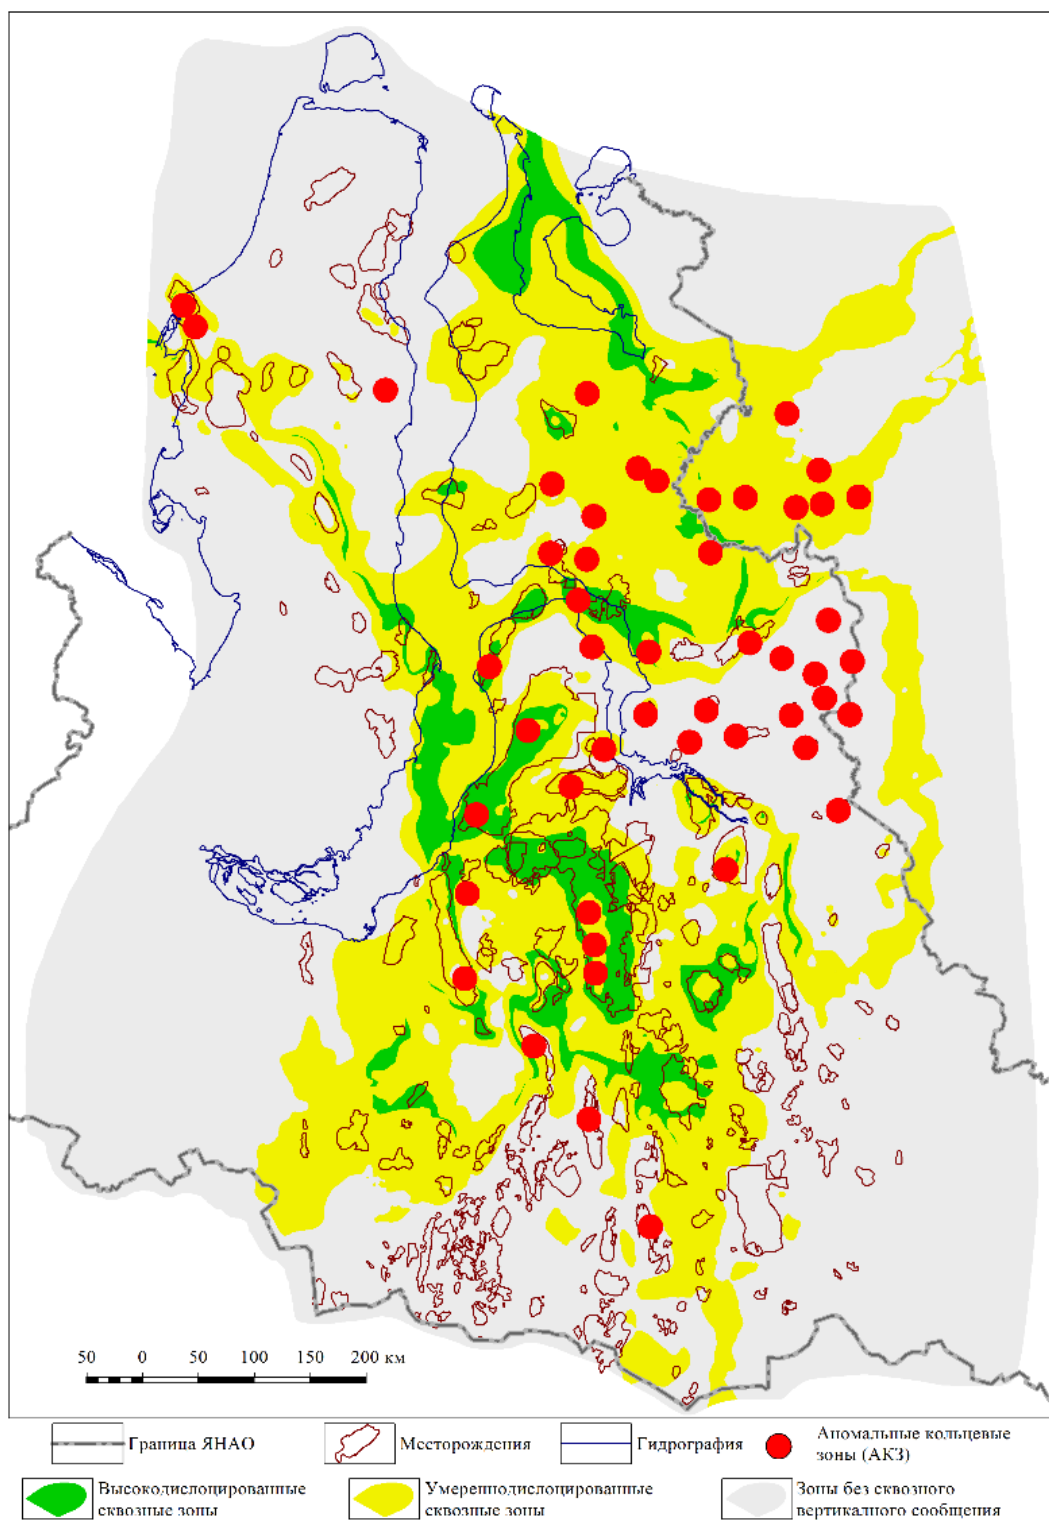 50 0 50 100 150 200 км
Граница ЯНАО
Месторождения
Гидрография
Аномальные кольцевые
зоны (АКЗ)
Высокодислоцированные
сквозные зоны
Умереннодислоцированные
сквозные зоны
Зоны без сквозного
вертикалного сообщения